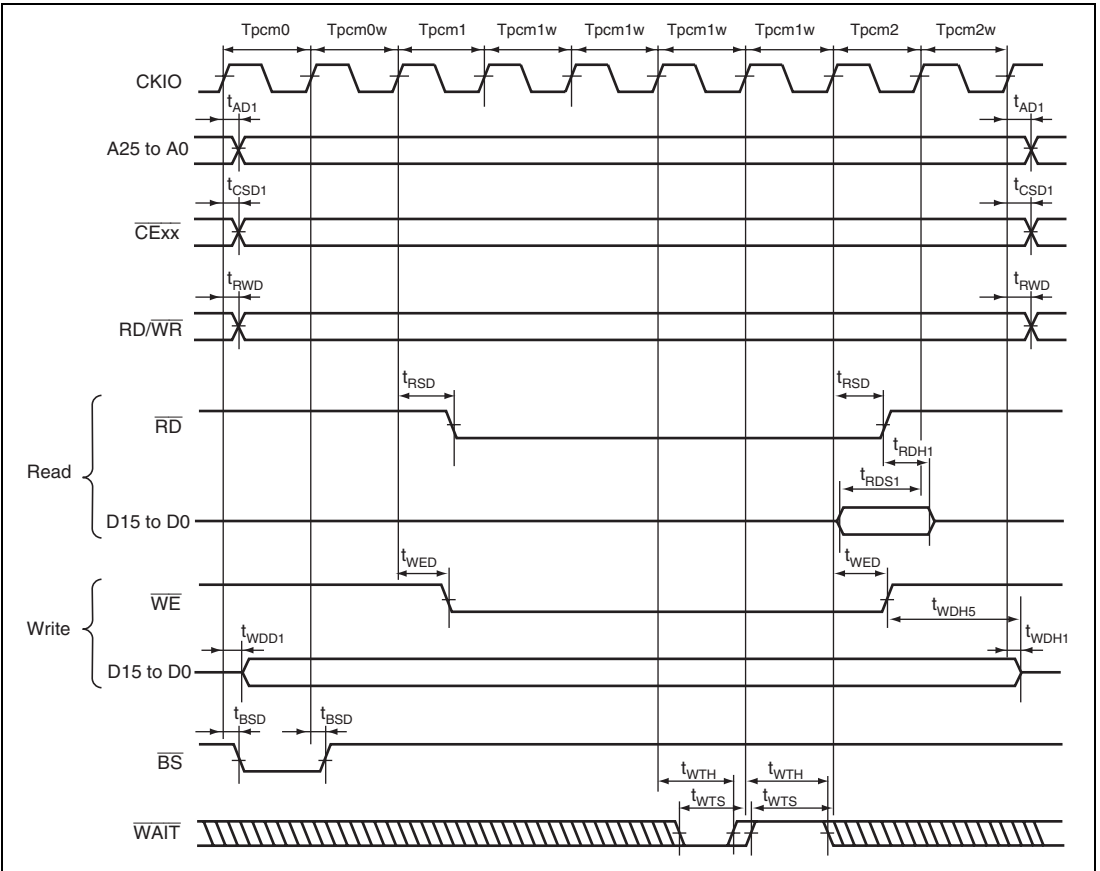 Tpcm0 Tpcm0w Tpcm1 Tpcm1w Tpcm1w Tpcm1w Tpcm1w Tpcm2 Tpcm2w
CKIO
tAD1 tAD1
A25 to A0
tCSD1 tCSD1
CExx
tRWD tRWD
RD/WR
tRSD tRSD
RD
tRDH1
Read
tRDS1
D15 to D0
tWED tWED
WE
tWDH5
Write
tWDD1 tWDH1
D15 to D0
tBSD tBSD
BS
tWTH tWTH
tWTS tWTS
WAIT